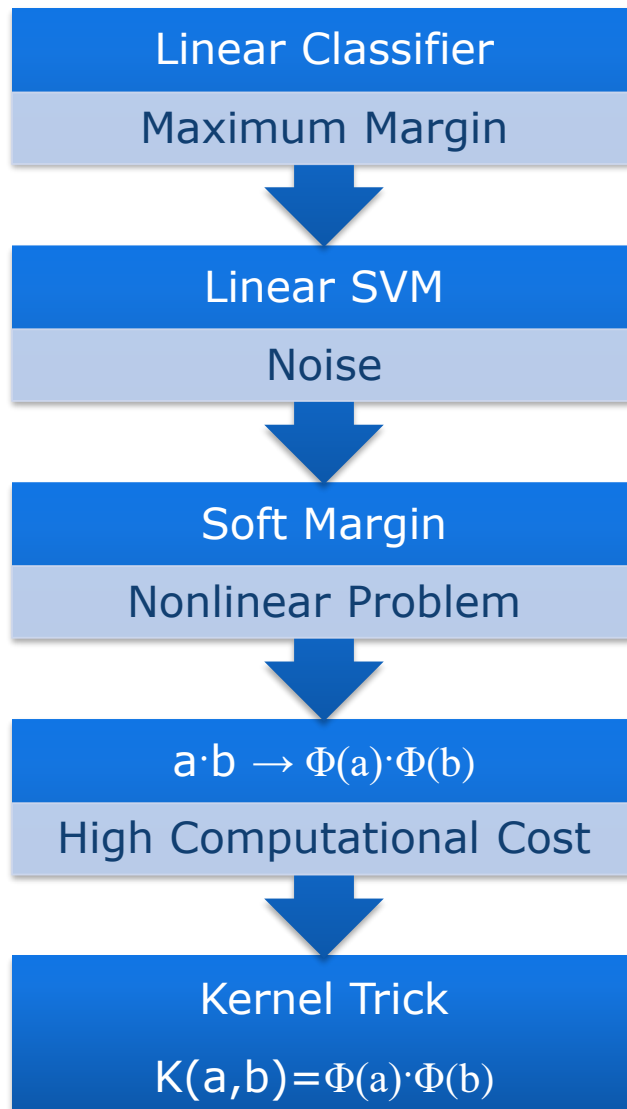 Linear Classifier
Maximum Margin
Linear SVM
Noise
Soft Margin
Nonlinear Problem
a·b → Φ(a)·Φ(b)
High Computational Cost
Kernel Trick
K(a,b)=Φ(a)·Φ(b)